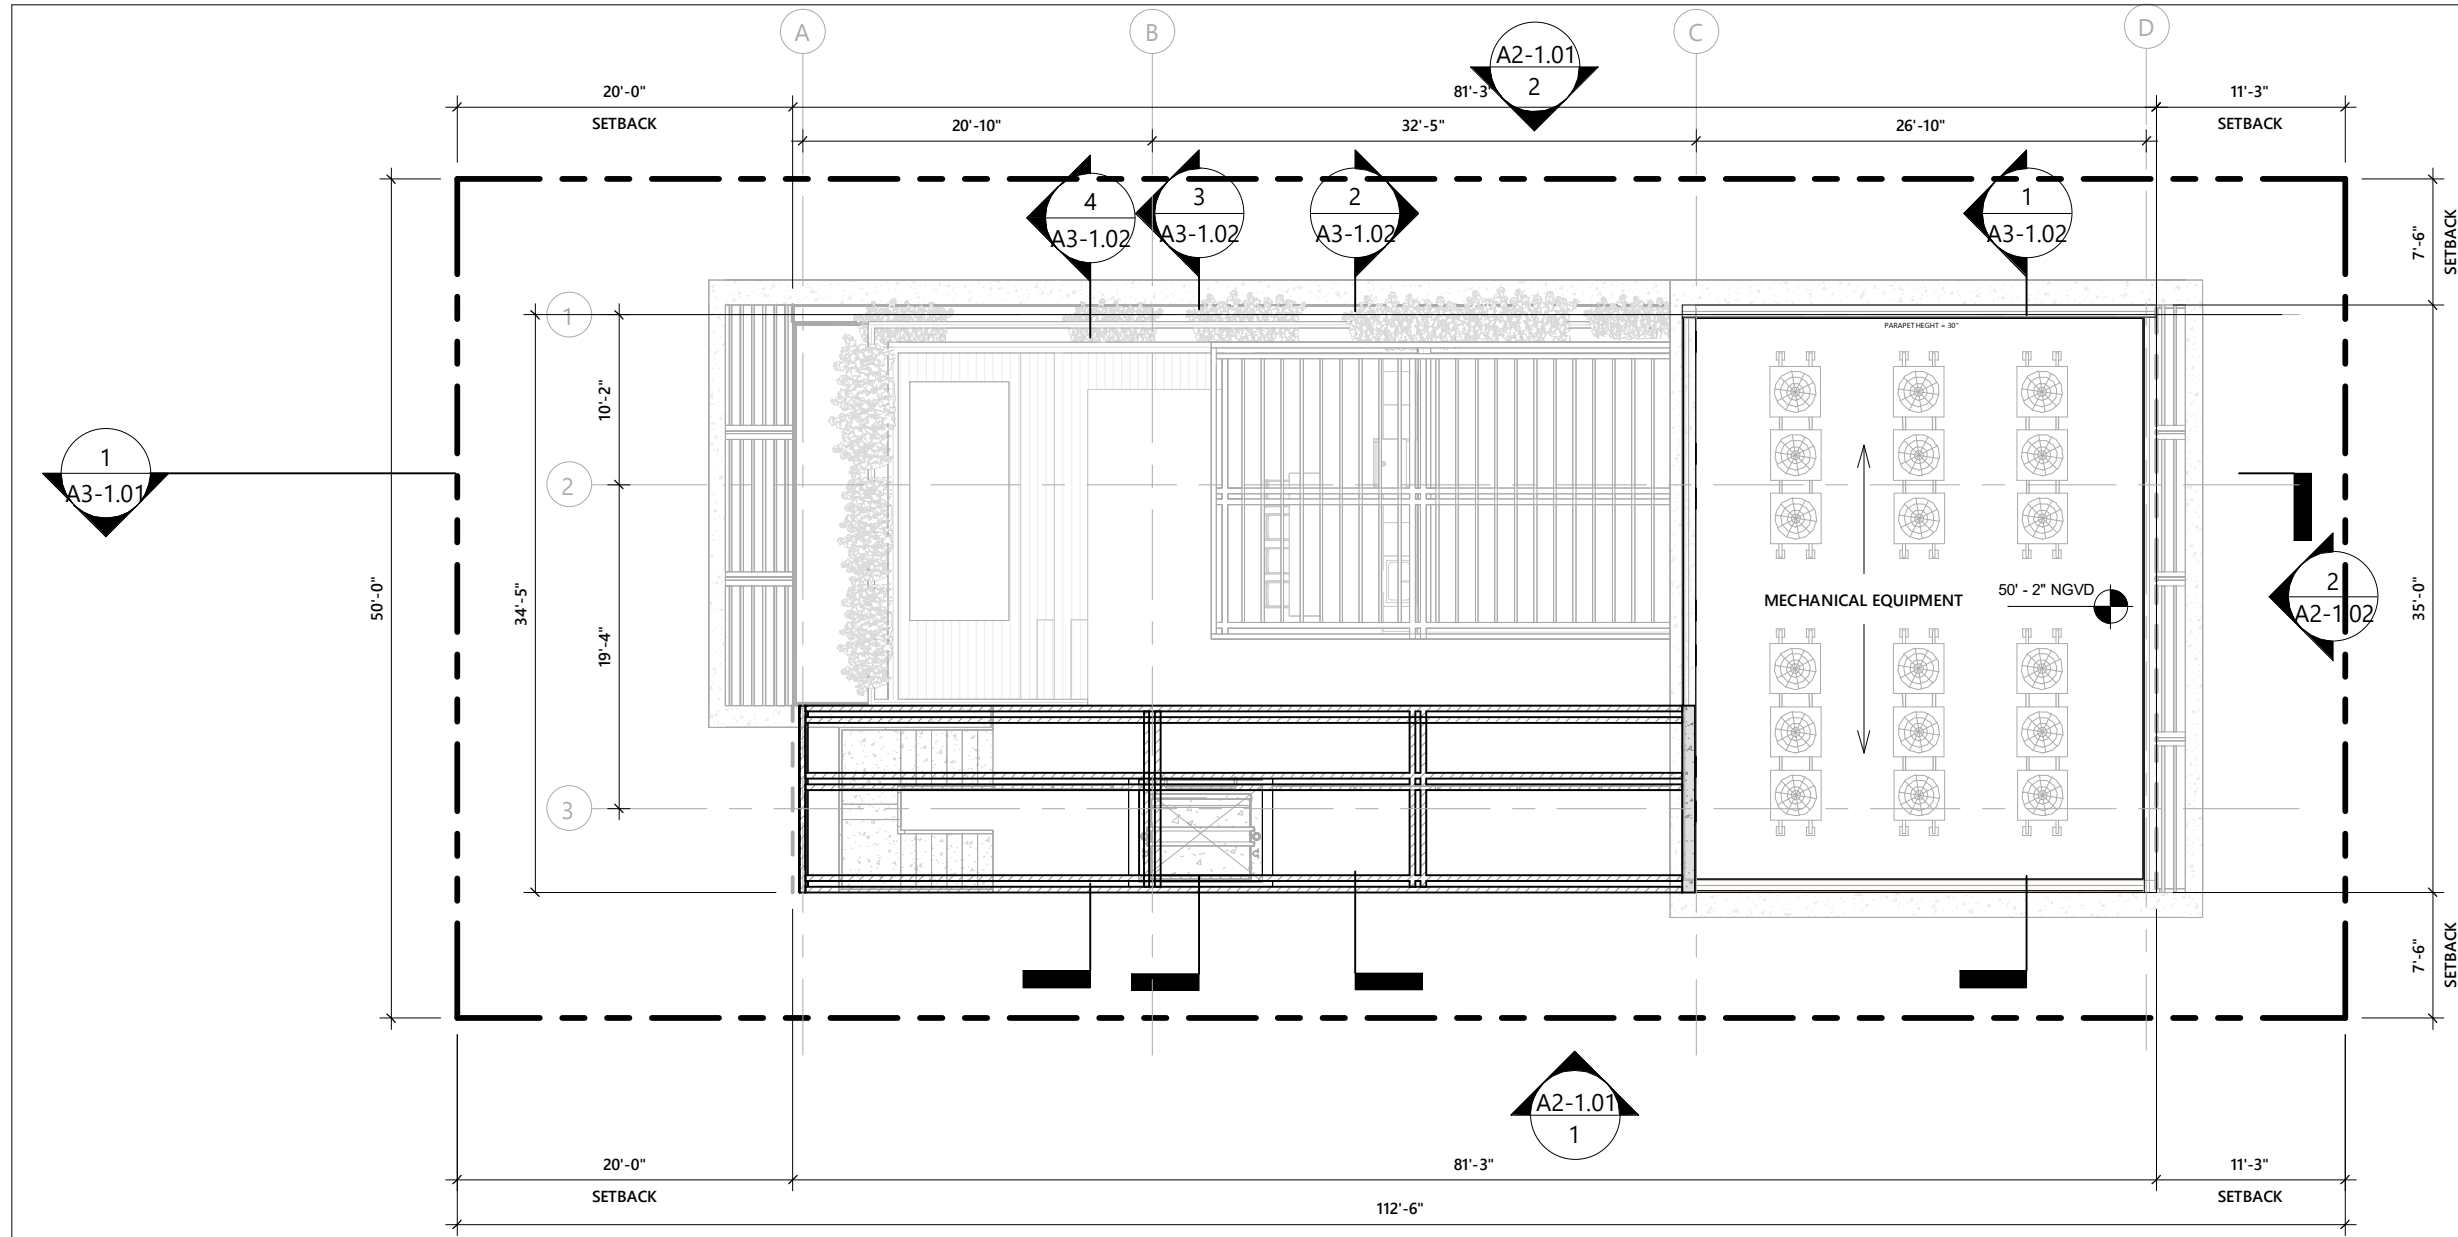 A
B
C
D
A2-1.01
2
20'-0"
81'-3"
11'-3"
SETBACK
SETBACK
20'-10"
32'-5"
26'-10"
4
A3-1.02
3
A3-1.02
2
A3-1.02
1
A3-1.02
7'-6"
SETBACK
1
PARAPET HEGHT = 30"
10'-2"
1
A3-1.01
2
50'-0"
34'-5"
19'-4"
MECHANICAL EQUIPMENT
50' - 2" NGVD
2
A2-1.02
35'-0"
3
7'-6"
SETBACK
A2-1.01
1
20'-0"
81'-3"
11'-3"
SETBACK
SETBACK
112'-6"